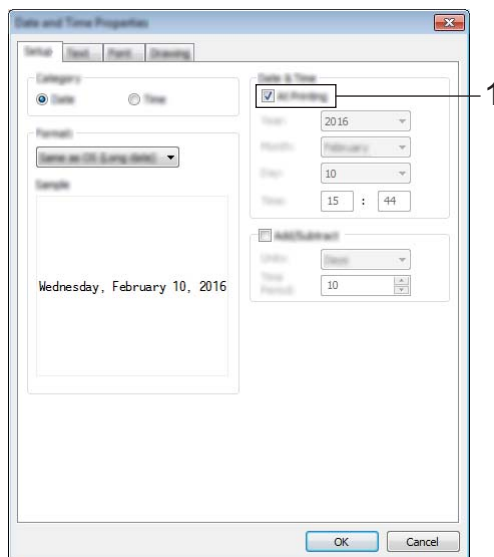 Date and Time Properties
Setup Text Font Drawing
Category
Date Time
Format:
Same as OS (Long date)
Sample
Wednesday, February 10, 2016
Date & Time
At Printing
1
Year: 2016
Month: February
Day: 10
Time: 15 : 44
Add/Subtract
Units: Days
Time
Period: 10
OK Cancel